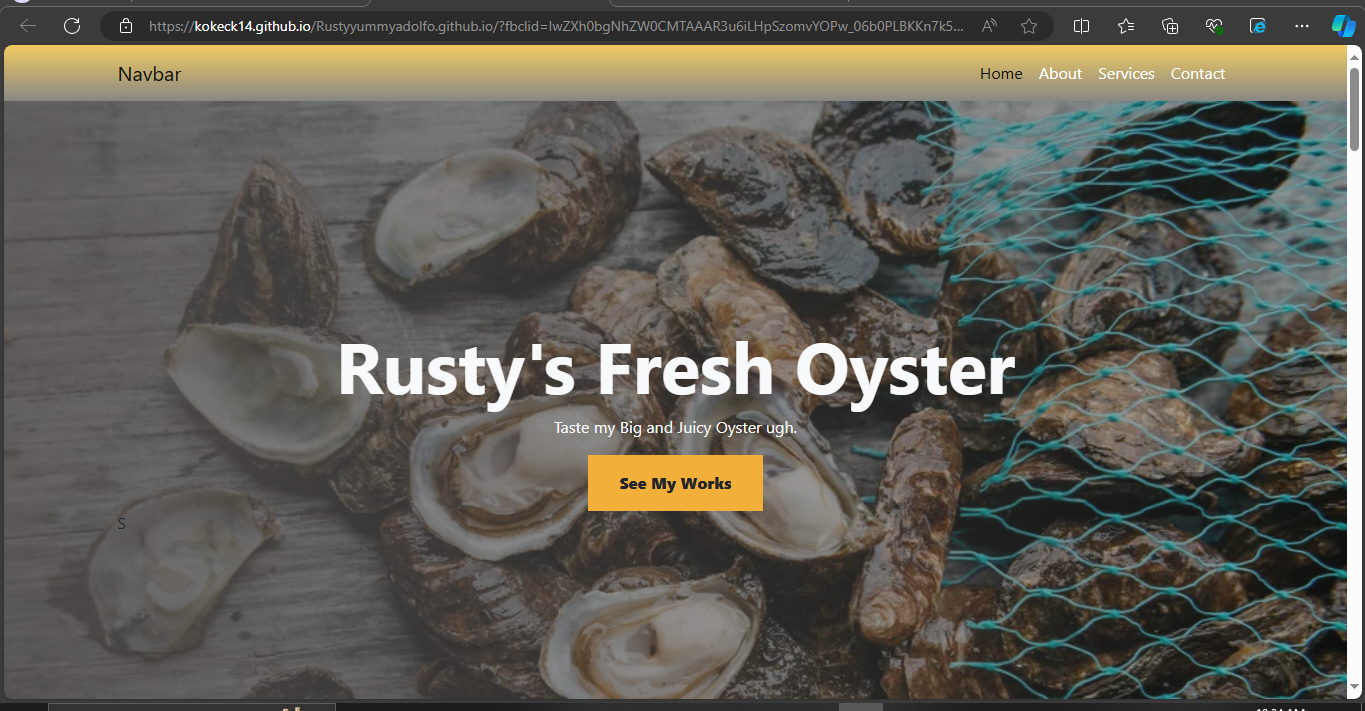 https://kokeck14.github.io/Rustyyummyadolfo.github.io/?fbclid=IwZXh0bgNhZW0CMTAAAR3u6iLHpSzomvYOPw_06b0PLBKKn7k5...
Navbar
Home About Services Contact
Rusty's Fresh Oyster
Taste my Big and Juicy Oyster ugh.
See My Works
S